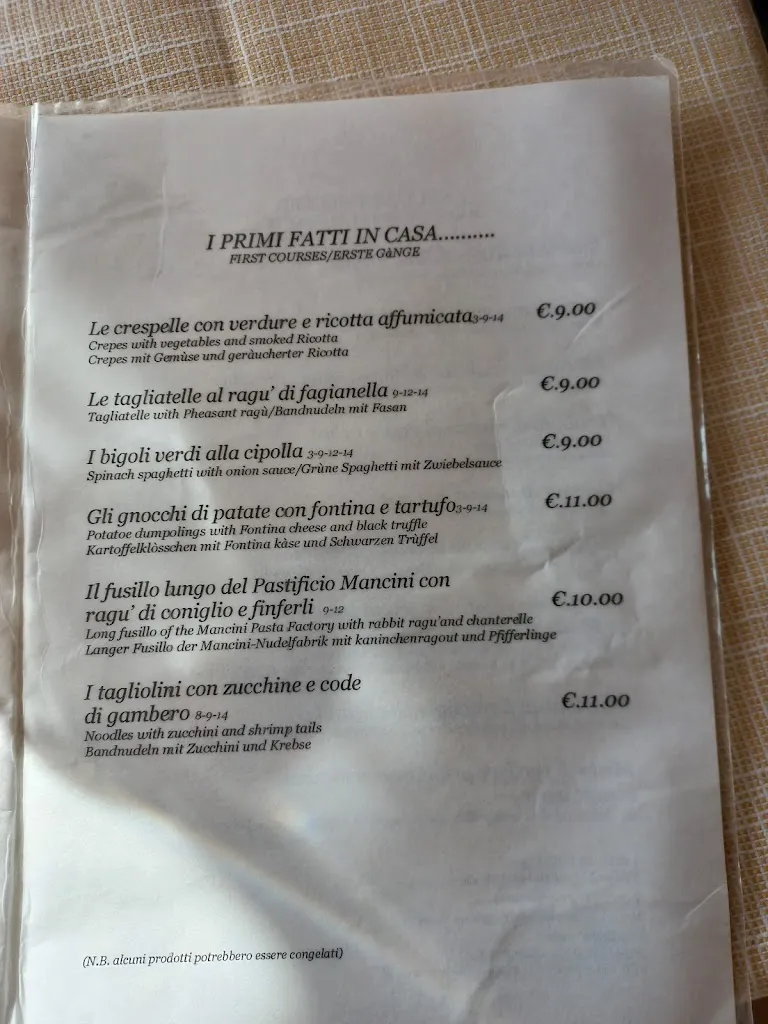 I PRIMI FATTI IN CASA..........
FIRST COURSES/ERSTE GàNGE
Le crespelle con verdure e ricotta affumicata3-9-14 €.9.00
Crepes with vegetables and smoked Ricotta
Crepes mit Gemùse und geràucherter Ricotta
Le tagliatelle al ragu' di fagianella 9-12-14 €.9.00
Tagliatelle with Pheasant ragù/Bandnudeln mit Fasan
I bigoli verdi alla cipolla 3-9-12-14 €.9.00
Spinach spaghetti with onion sauce/Grùne Spaghetti mit Zwiebelsauce
Gli gnocchi di patate con fontina e tartufo3-9-14 €.11.00
Potatoe dumpolings with Fontina cheese and black truffle
Kartoffelklòsschen mit Fontina kàse und Schwarzen Trùffel
Il fusillo lungo del Pastificio Mancini con
ragu' di coniglio e finferli 9-12 €.10.00
Long fusillo of the Mancini Pasta Factory with rabbit ragu'and chanterelle
Langer Fusillo der Mancini-Nudelfabrik mit kaninchenragout und Pfifferlinge
I tagliolini con zucchine e code
di gambero 8-9-14 €.11.00
Noodles with zucchini and shrimp tails
Bandnudeln mit Zucchini und Krebse
(N.B. alcuni prodotti potrebbero essere congelati)